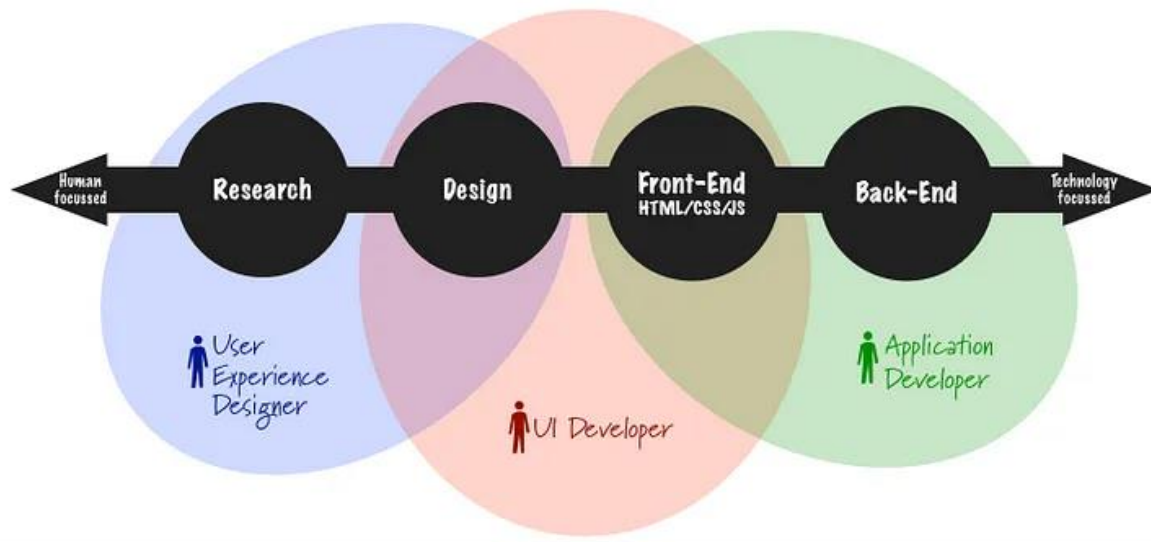 Human
focussed
Research
Design
Front-End
HTML/CSS/JS
Back-End
Technology
focussed
User
Experience
Designer
UI Developer
Application
Developer